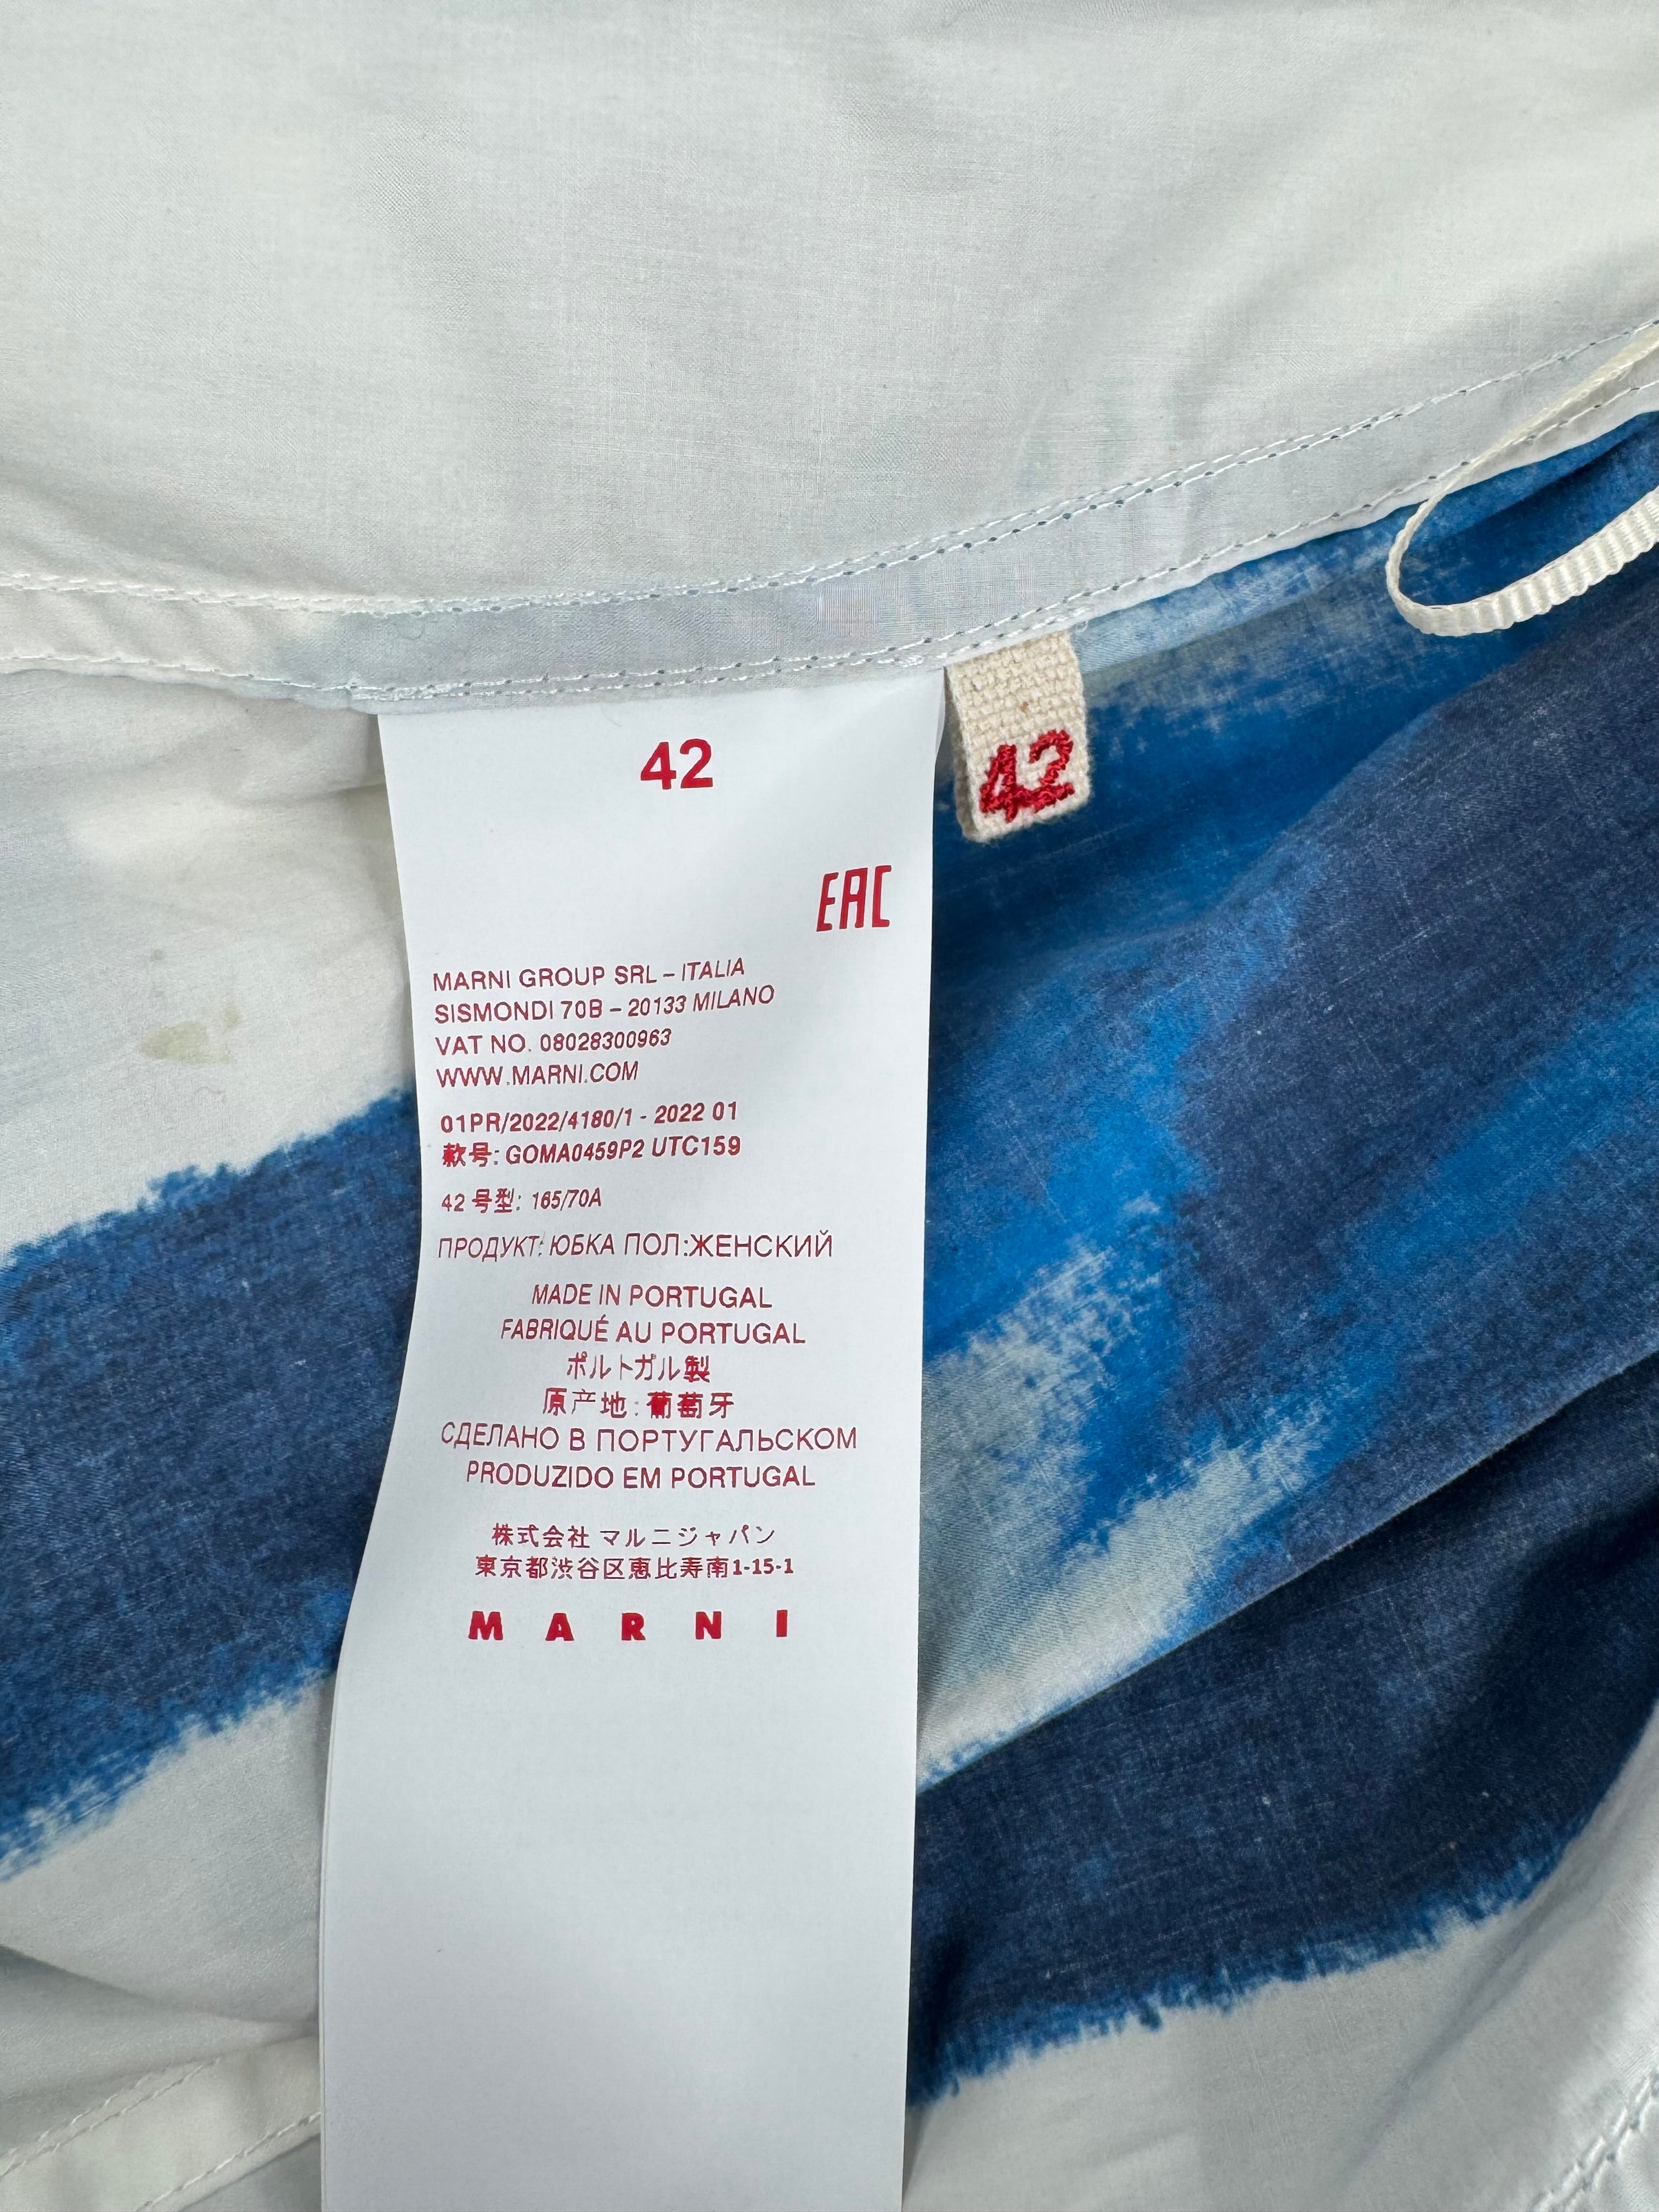 42
42
EAC
MARNI GROUP SRL – ITALIA
SISMONDI 70B – 20133 MILANO
VAT NO. 08028300963
WWW.MARNI.COM
01PR/2022/4180/1 - 2022 01
款号: GOMA0459P2 UTC159
42 号型: 165/70A
ПРОДУКТ: ЮБКА ПОЛ:ЖЕНСКИЙ
MADE IN PORTUGAL
FABRIQUÉ AU PORTUGAL
ポルトガル製
原产地: 葡萄牙
СДЕЛАНО В ПОРТУГАЛЬСКОМ
PRODUZIDO EM PORTUGAL
株式会社 マルニジャパン
東京都渋谷区恵比寿南1-15-1
MARNI